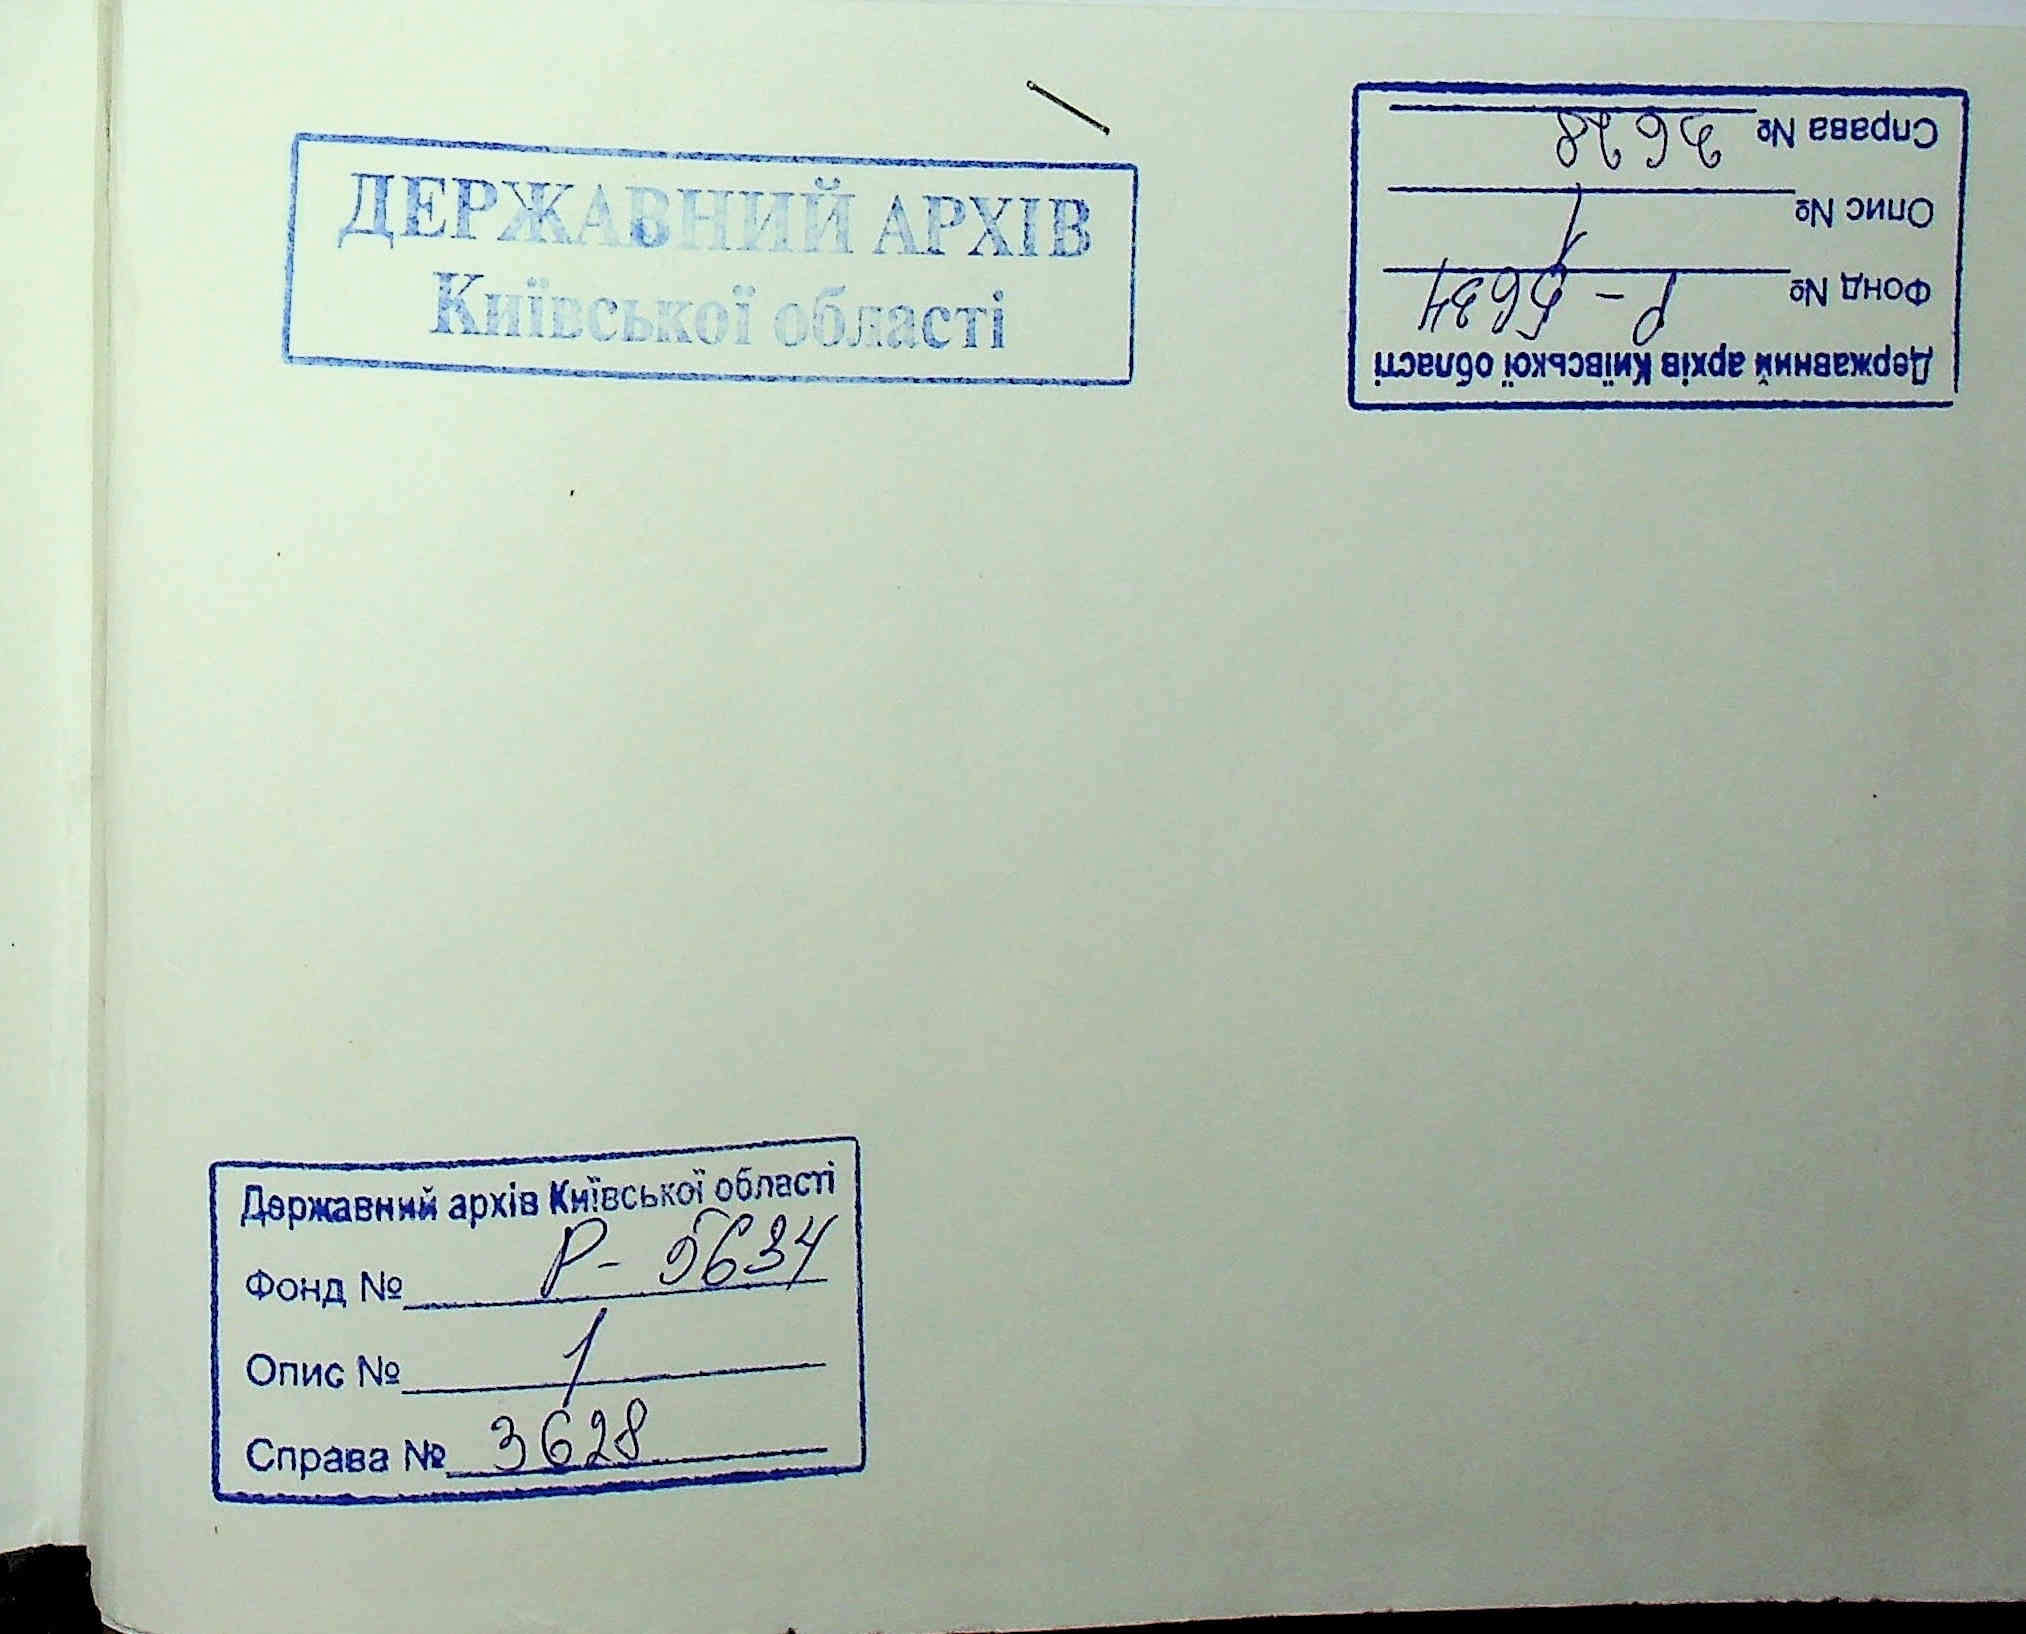 ДЕРЖАВНИЙ АРХІВ
Київської області
Державний архів Київської області
Фонд № Р - 5634
Опис № 1
Справа № 3628
Державний архів Київської області
Фонд № Р - 5634
Опис № 1
Справа № 3628